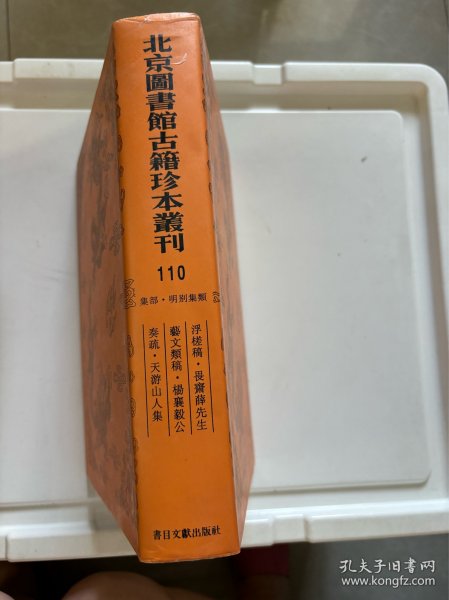 北京圖書館古籍珍本叢刊
110
集部·明別集類
浮槎稿·畏齋薛先生
藝文類稿·楊襄毅公
奏疏·天游山人集
書目文獻出版社
孔夫子旧书网
www.kongfz.com